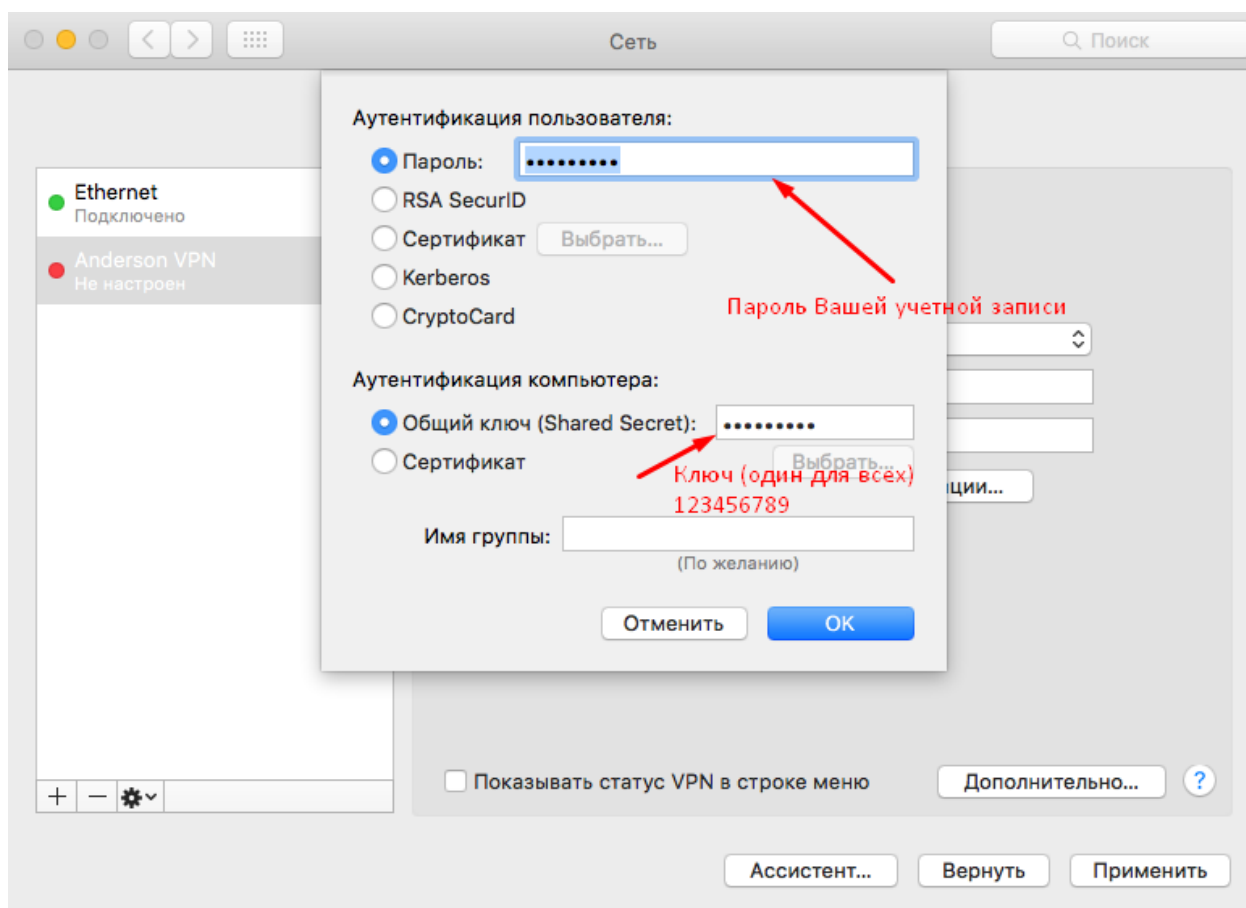 Сеть
Поиск
Аутентификация пользователя:
Пароль: •••••••••
Ethernet
Подключено
RSA SecurID
Сертификат Выбрать...
Anderson VPN
Не настроен
Kerberos
CryptoCard
Пароль Вашей учетной записи
Аутентификация компьютера:
Общий ключ (Shared Secret): •••••••••
Сертификат Выбрать...
Ключ (один для всех)
123456789
ции...
Имя группы:
(По желанию)
Отменить OK
Показывать статус VPN в строке меню Дополнительно... ?
Ассистент... Вернуть Применить